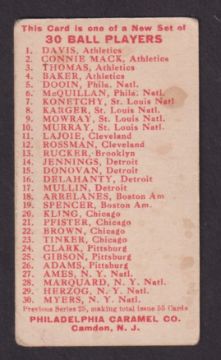 This Card is one of a New Set of
30 BALL PLAYERS
1. DAVIS, Athletics
2. CONNIE MACK, Athletics
3. THOMAS, Athletics
4. BAKER, Athletics
5. DOOIN, Phila. Natl.
6. McQUILLAN, Phila. Natl.
7. KONETCHY, St. Louis Natl
8. KARGER, St. Louis Natl.
9. MOWRAY, St. Louis Natl.
10. MURRAY, St. Louis Natl.
11. LAJOIE, Cleveland
12. ROSSMAN, Cleveland
13. RUCKER, Brooklyn
14. JENNINGS, Detroit
15. DONOVAN, Detroit
16. DELAHANTY, Detroit
17. MULLIN, Detroit
18. ARRELANES, Boston Am
19. SPENCER, Boston Am.
20. KLING, Chicago
21. PFISTER, Chicago
22. BROWN, Chicago
23. TINKER, Chicago
24. CLARK, Pittsburg
25. GIBSON, Pittsburg
26. ADAMS, Pittsburg
27. AMES, N. Y. Natl.
28. MARQUARD, N. Y. Natl.
29. HERZOG, N. Y. Natl.
30. MYERS, N. Y. Natl.
Previous Series 25, making total issue 55 Cards
PHILADELPHIA CARAMEL CO.
Camden, N. J.